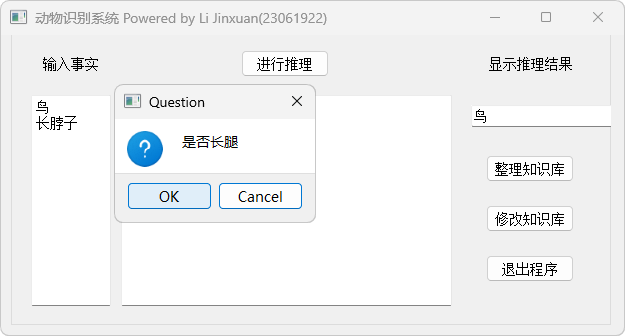 动物识别系统 Powered by Li Jinxuan(23061922)
输入事实
进行推理
显示推理结果
鸟
长脖子
Question
是否长腿
OK
Cancel
鸟
整理知识库
修改知识库
退出程序